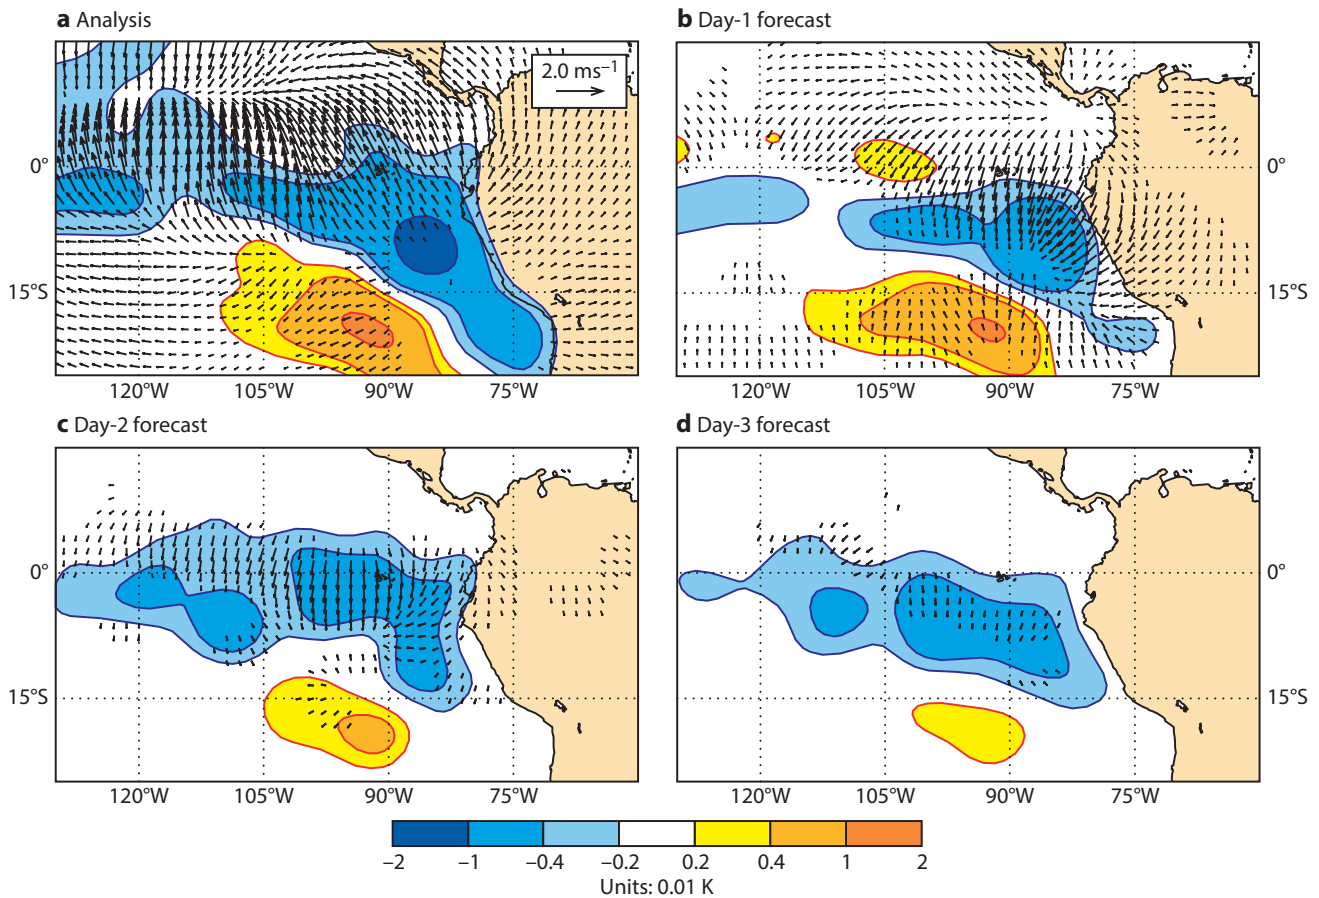 a Analysis
b Day-1 forecast
2.0 ms⁻¹
0°
0°
15°S
15°S
120°W 105°W 90°W 75°W
120°W 105°W 90°W 75°W
c Day-2 forecast
d Day-3 forecast
0°
0°
15°S
15°S
120°W 105°W 90°W 75°W
120°W 105°W 90°W 75°W
–2 –1 –0.4 –0.2 0.2 0.4 1 2
Units: 0.01 K